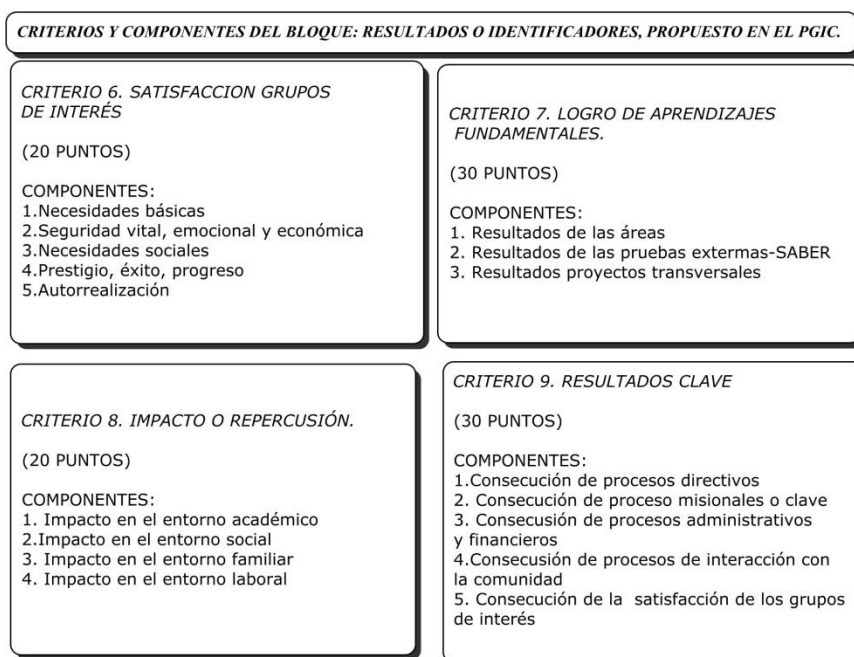 CRITERIOS Y COMPONENTES DEL BLOQUE: RESULTADOS O IDENTIFICADORES, PROPUESTO EN EL PGIC.
CRITERIO 6. SATISFACCION GRUPOS
DE INTERÉS
(20 PUNTOS)
COMPONENTES:
1.Necesidades básicas
2.Seguridad vital, emocional y económica
3.Necesidades sociales
4.Prestigio, éxito, progreso
5.Autorrealización
CRITERIO 7. LOGRO DE APRENDIZAJES
FUNDAMENTALES.
(30 PUNTOS)
COMPONENTES:
1. Resultados de las áreas
2. Resultados de las pruebas extermas-SABER
3. Resultados proyectos transversales
CRITERIO 8. IMPACTO O REPERCUSIÓN.
(20 PUNTOS)
COMPONENTES:
1. Impacto en el entorno académico
2.Impacto en el entorno social
3. Impacto en el entorno familiar
4. Impacto en el entorno laboral
CRITERIO 9. RESULTADOS CLAVE
(30 PUNTOS)
COMPONENTES:
1.Consecución de procesos directivos
2. Consecución de proceso misionales o clave
3. Consecusión de procesos administrativos
y financieros
4.Consecusión de procesos de interacción con
la comunidad
5. Consecución de la satisfacción de los grupos
de interés